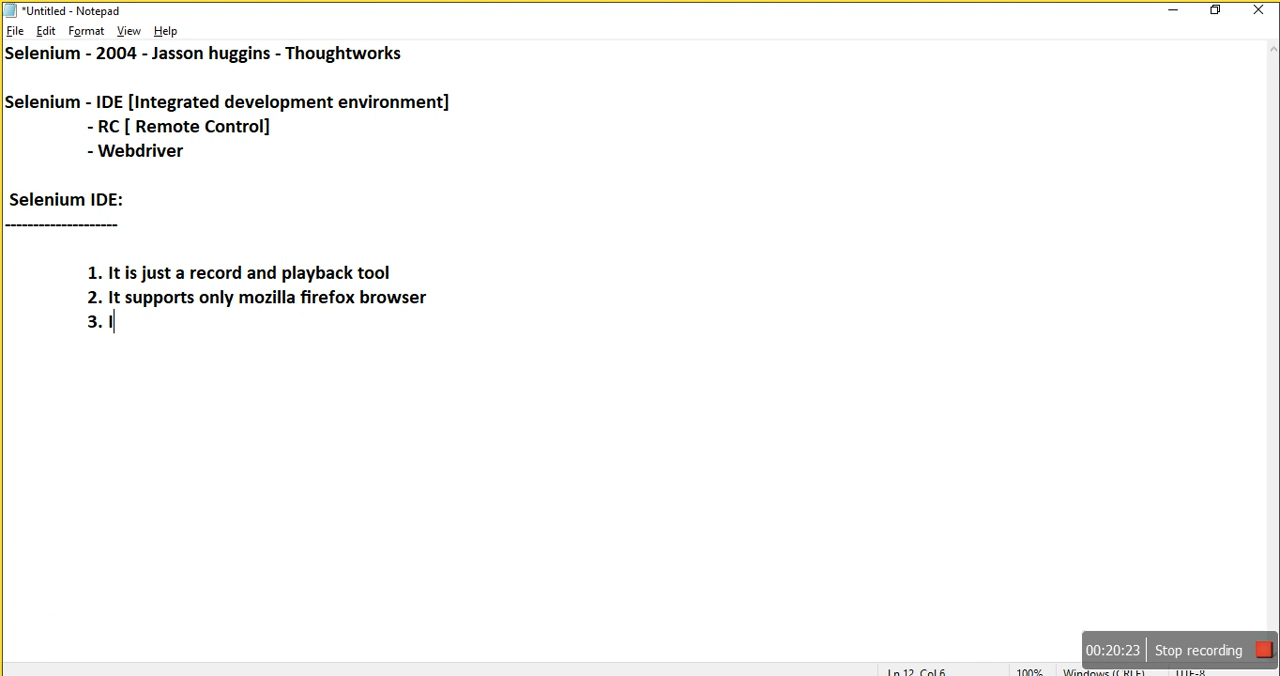 *Untitled - Notepad
File Edit Format View Help
Selenium - 2004 - Jasson huggins - Thoughtworks
Selenium - IDE [Integrated development environment]
- RC [ Remote Control]
- Webdriver
Selenium IDE:
--------------------
1. It is just a record and playback tool
2. It supports only mozilla firefox browser
3. I
00:20:23 Stop recording
Ln 12, Col 6 100% Windows (CRLF) UTF-8